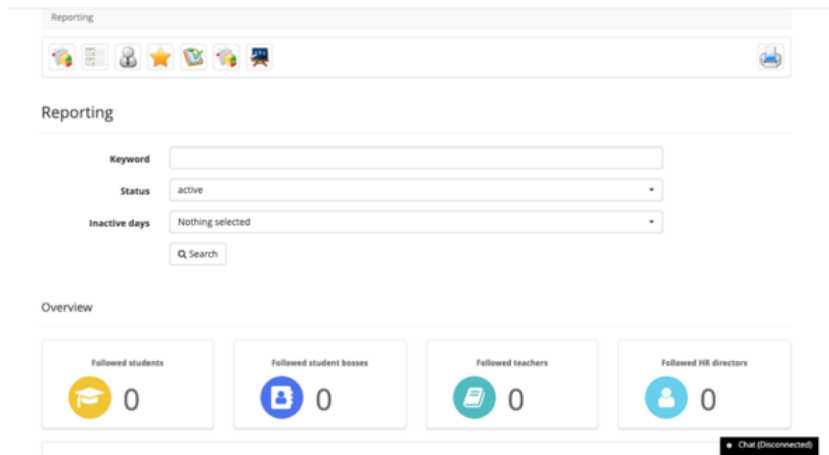 Reporting
Reporting
Keyword
Status active
Inactive days Nothing selected
Search
Overview
Followed students Followed student bosses Followed teachers Followed HR directors
0 0 0 0
Chat (Disconnected)